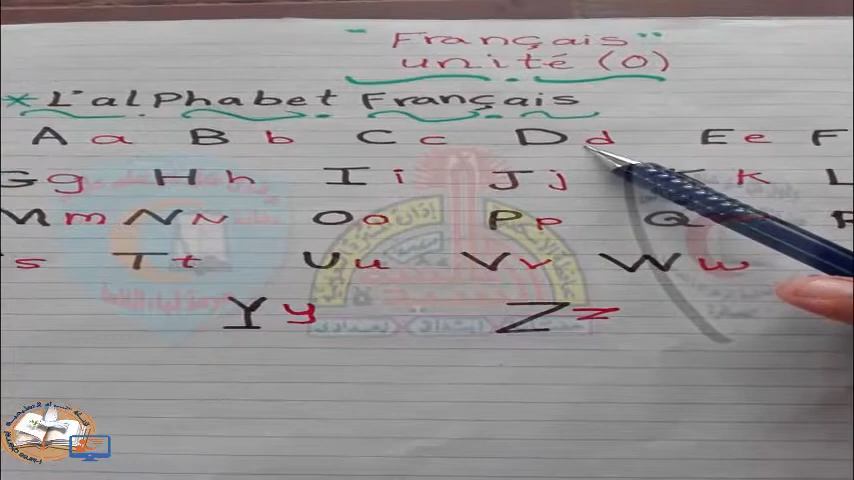 "Français"
unité (0)
* L'alphabet Français
A a B b C c D d E e F
G g H h I i J j K k L
M m N n O o P p Q
s T t U u V v W w
Y y Z z